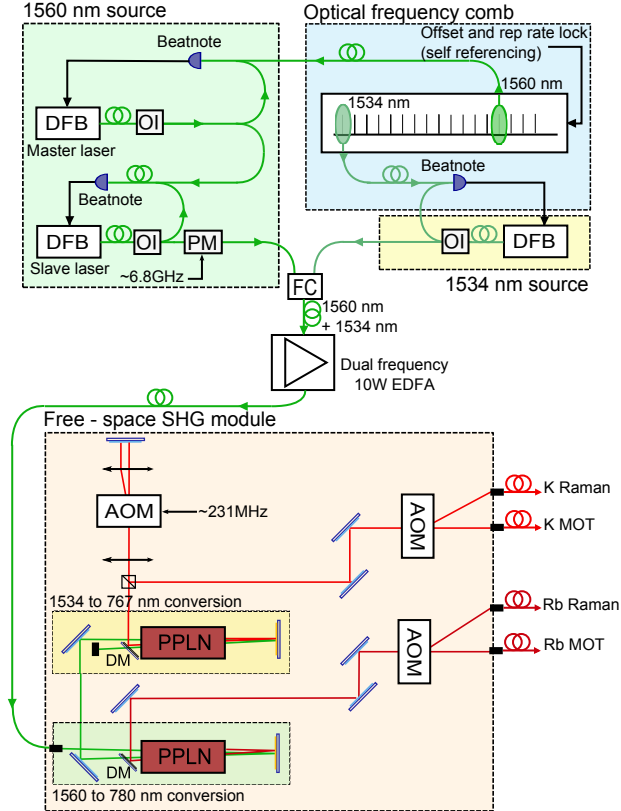 1560 nm source
Optical frequency comb
Offset and rep rate lock
(self referencing)
Beatnote
1560 nm
1534 nm
DFB
OI
Master laser
Beatnote
Beatnote
DFB
OI
PM
Slave laser
~6.8GHz
OI
DFB
1534 nm source
FC
1560 nm
+ 1534 nm
Dual frequency
10W EDFA
Free - space SHG module
AOM
~231MHz
AOM
K Raman
K MOT
1534 to 767 nm conversion
PPLN
DM
AOM
Rb Raman
Rb MOT
PPLN
DM
1560 to 780 nm conversion